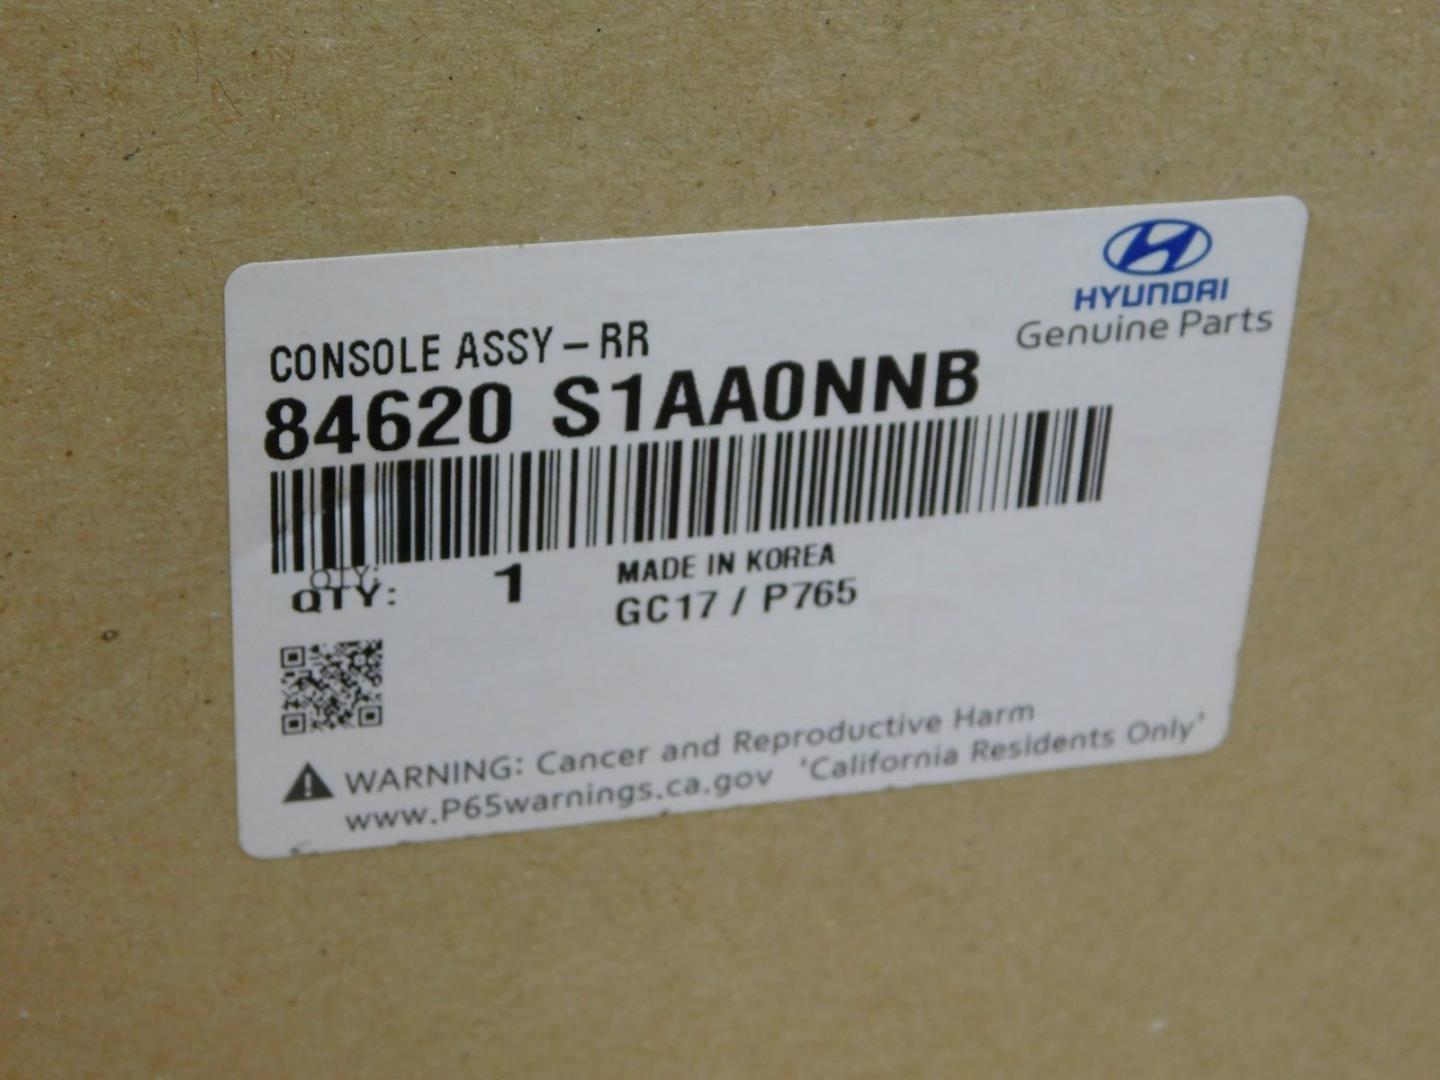 HYUNDAI
Genuine Parts
CONSOLE ASSY-RR
84620 S1AA0NNB
QTY:
QTY: 1
MADE IN KOREA
GC17 / P765
WARNING: Cancer and Reproductive Harm
www.P65warnings.ca.gov 'California Residents Only'